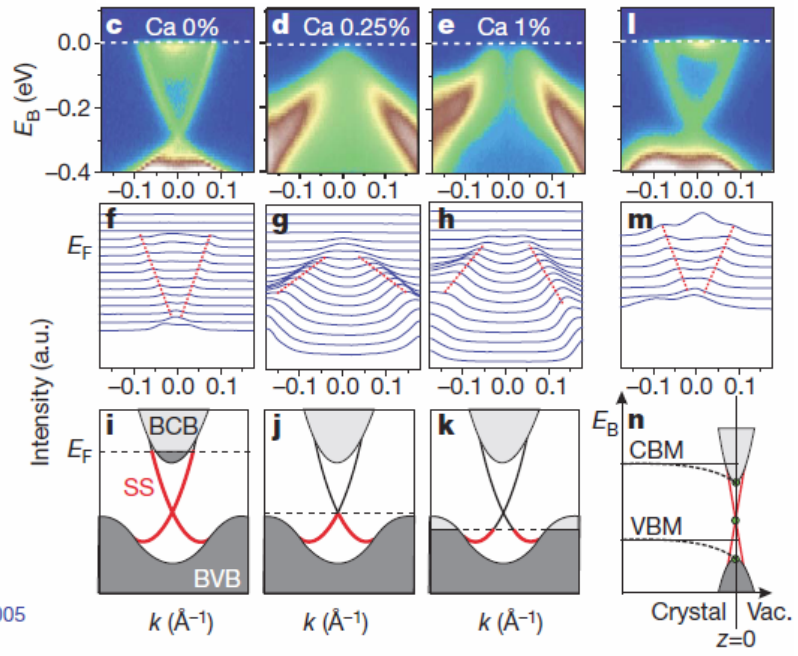 c Ca 0% d Ca 0.25% e Ca 1% l
E_B (eV)
0.0
−0.2
−0.4
−0.1 0.0 0.1 −0.1 0.0 0.1 −0.1 0.0 0.1 −0.1 0.0 0.1
f g h m
E_F
Intensity (a.u.)
−0.1 0.0 0.1 −0.1 0.0 0.1 −0.1 0.0 0.1 −0.1 0.0 0.1
i BCB j k E_B n
E_F
SS
BVB
CBM
VBM
005
k (Å⁻¹) k (Å⁻¹) k (Å⁻¹)
Crystal Vac.
z=0